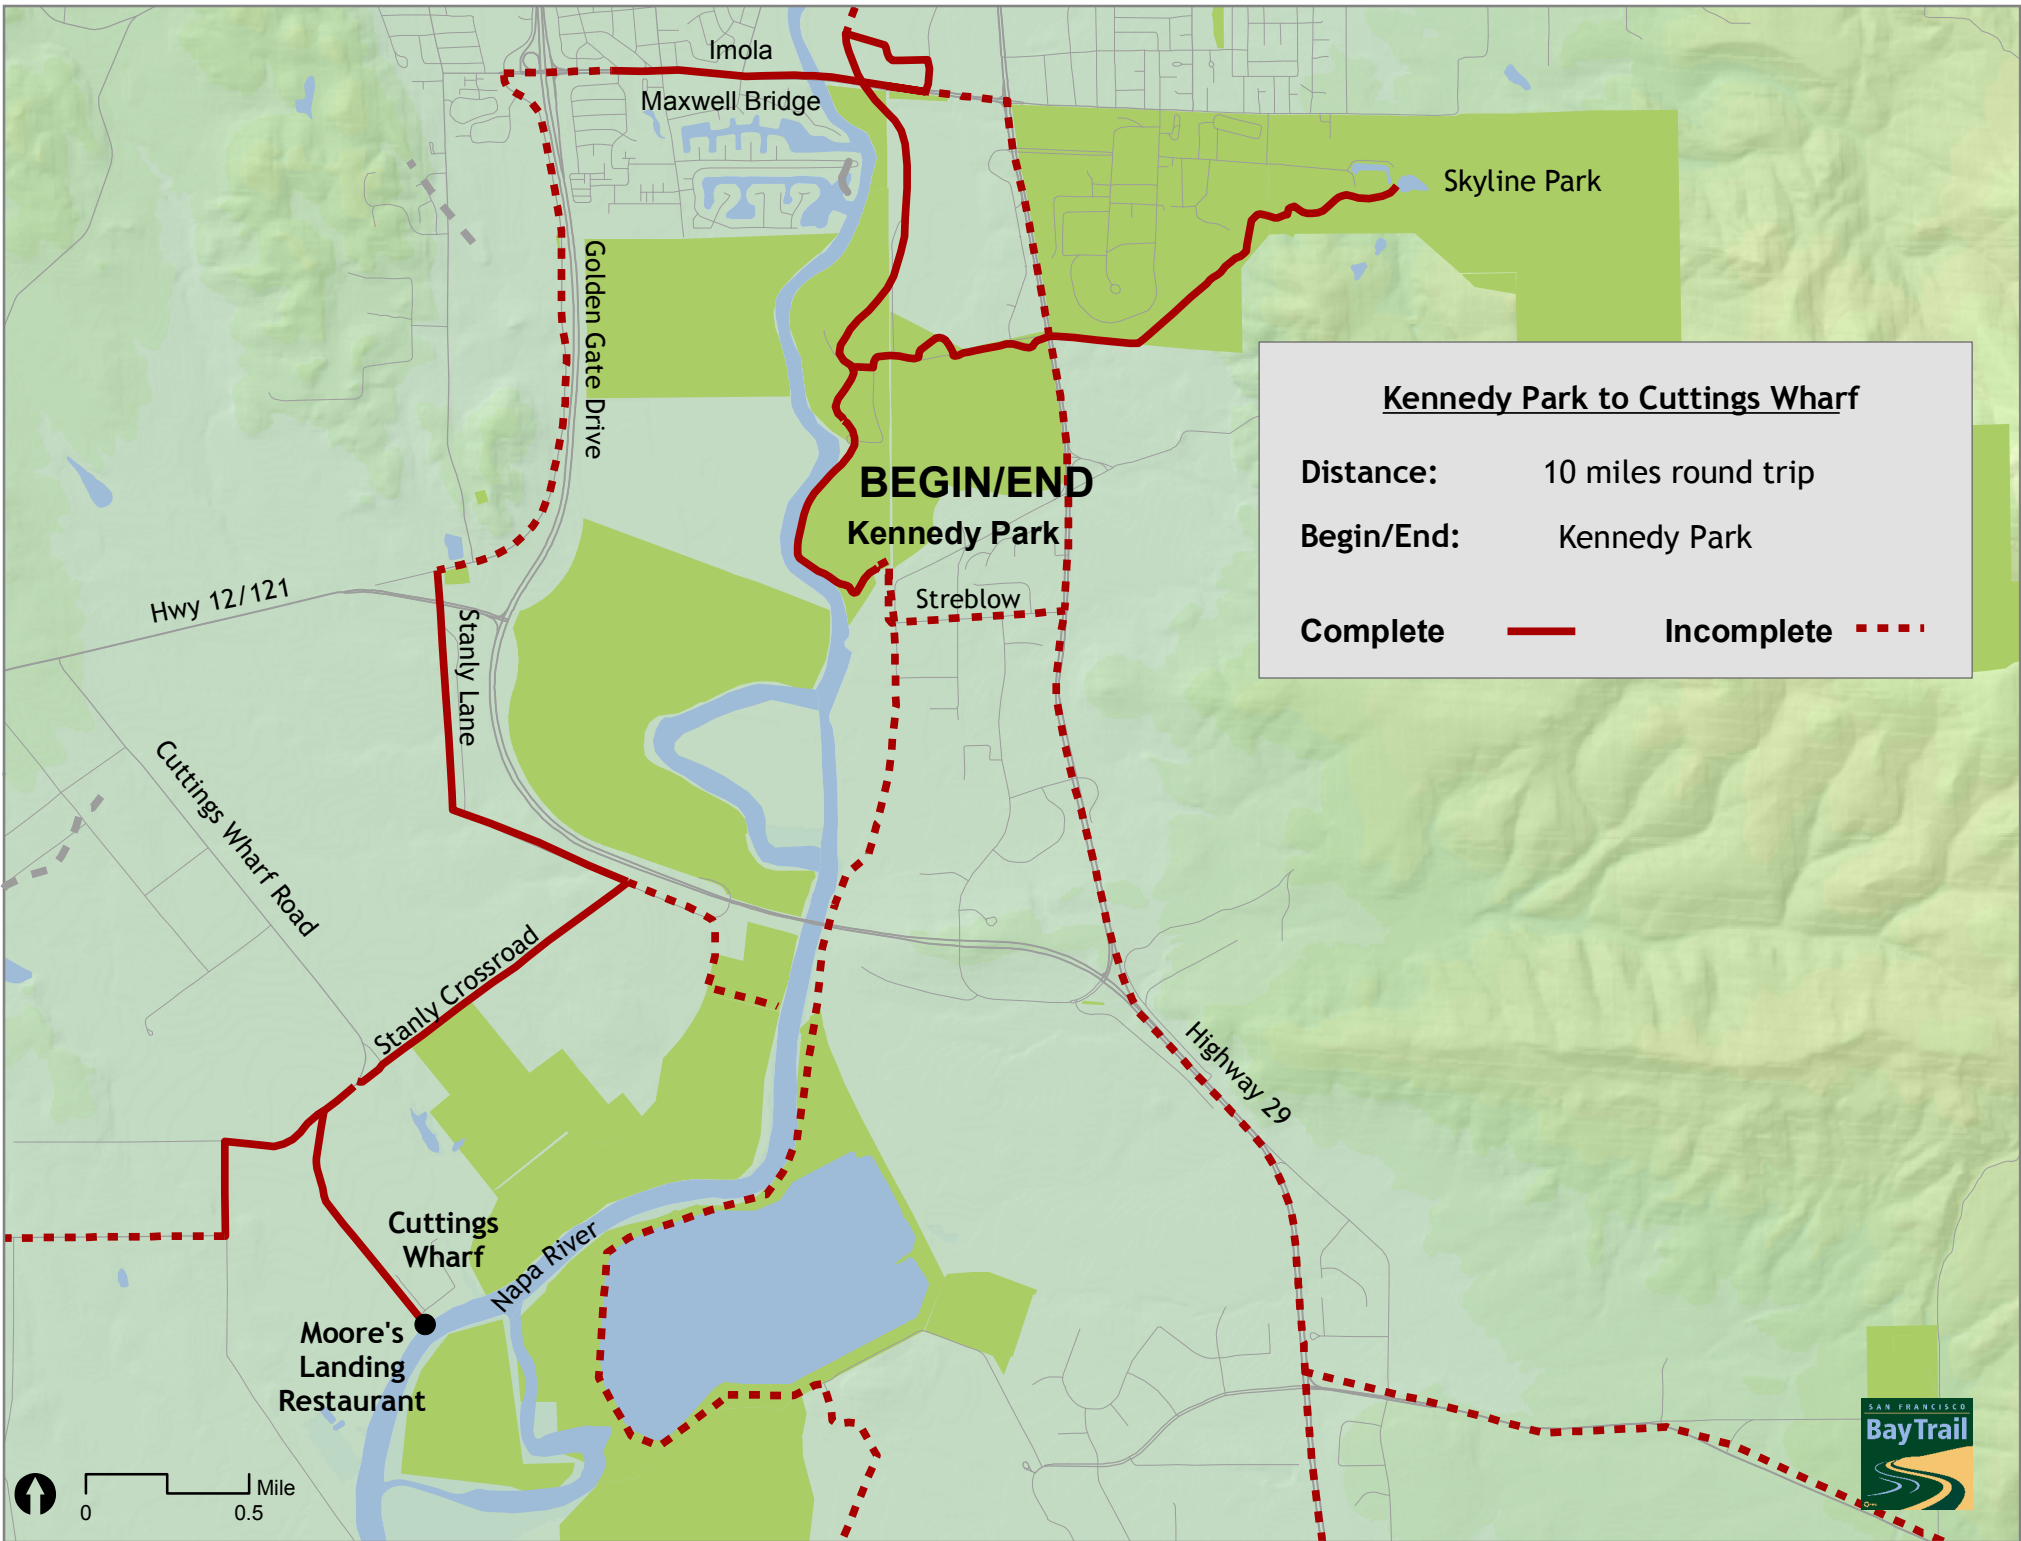 Imola
Maxwell Bridge
Skyline Park
Golden Gate Drive
Kennedy Park to Cuttings Wharf
Distance: 10 miles round trip
Begin/End: Kennedy Park
Complete Incomplete
BEGIN/END
Kennedy Park
Streblow
Hwy 12/121
Stanly Lane
Cuttings Wharf Road
Stanly Crossroad
Highway 29
Cuttings
Wharf
Napa River
Moore's
Landing
Restaurant
SAN FRANCISCO
BayTrail
Mile
0 0.5